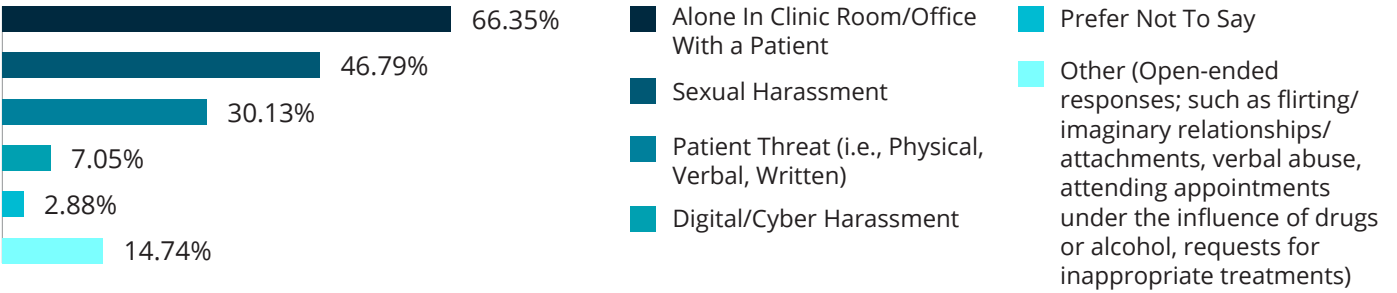 66.35%
46.79%
30.13%
7.05%
2.88%
14.74%
Alone In Clinic Room/Office
With a Patient
Sexual Harassment
Patient Threat (i.e., Physical,
Verbal, Written)
Digital/Cyber Harassment
Prefer Not To Say
Other (Open-ended
responses; such as flirting/
imaginary relationships/
attachments, verbal abuse,
attending appointments
under the influence of drugs
or alcohol, requests for
inappropriate treatments)